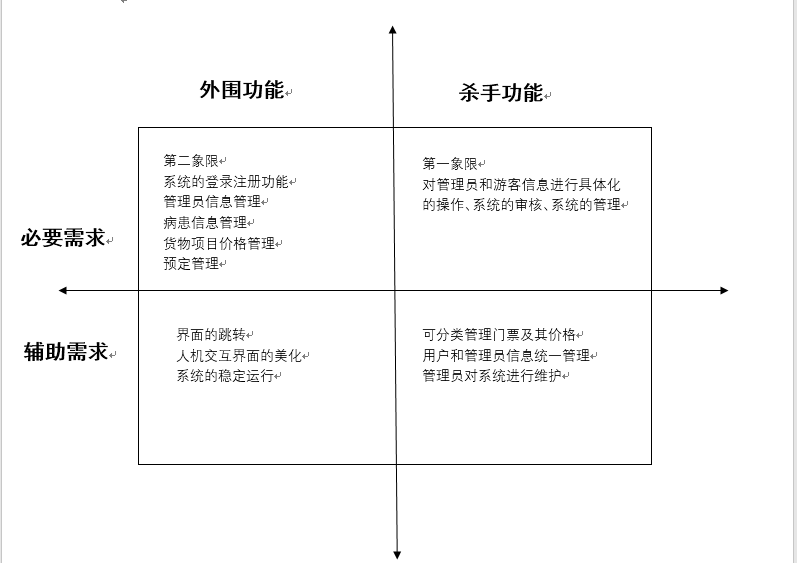 外围功能
杀手功能
必要需求
第二象限
系统的登录注册功能
管理员信息管理
病患信息管理
货物项目价格管理
预定管理
第一象限
对管理员和游客信息进行具体化
的操作、系统的审核、系统的管理
辅助需求
界面的跳转
人机交互界面的美化
系统的稳定运行
可分类管理门票及其价格
用户和管理员信息统一管理
管理员对系统进行维护